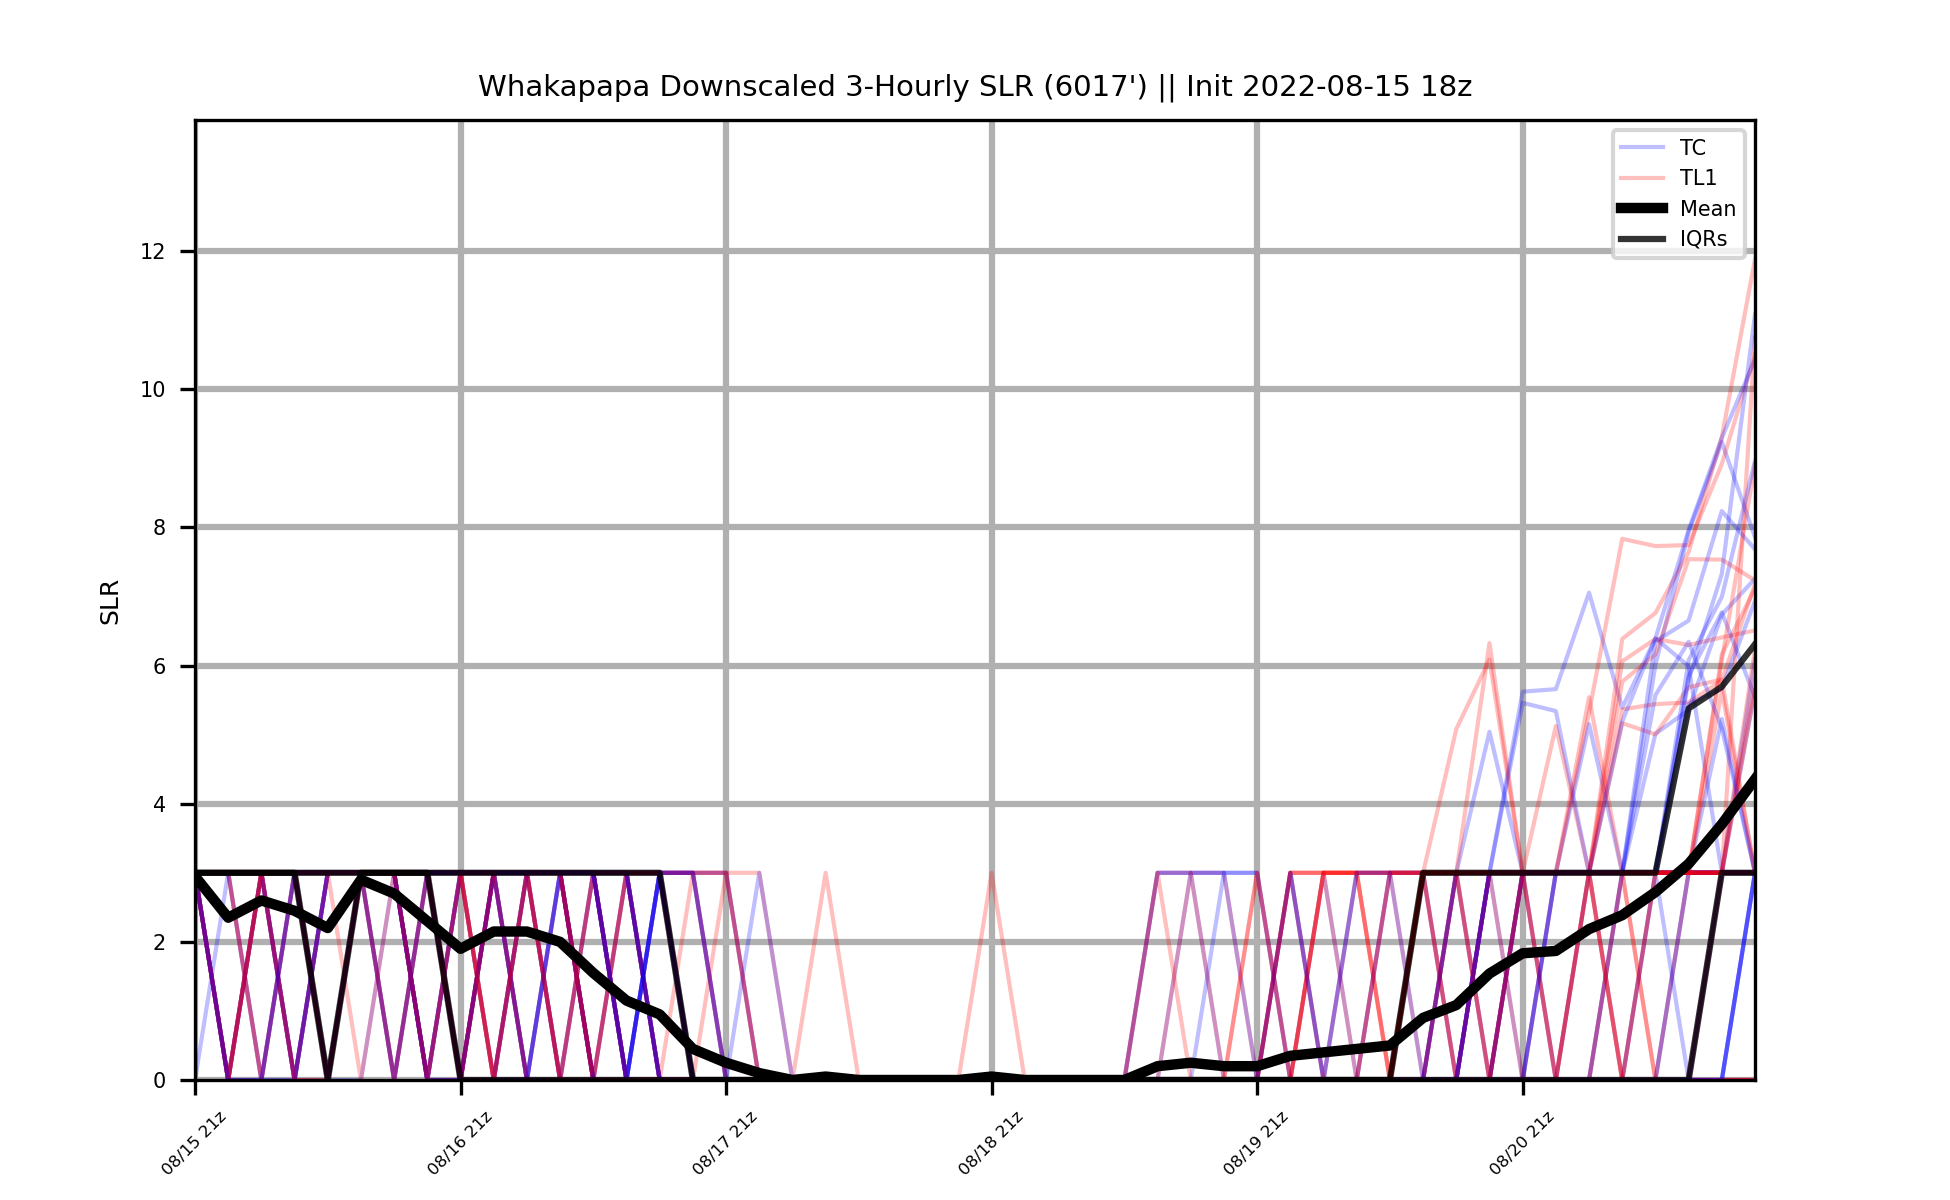 Whakapapa Downscaled 3-Hourly SLR (6017') || Init 2022-08-15 18z
TC
TL1
Mean
IQRs
12
10
8
6
4
2
0
SLR
08/15 21z
08/16 21z
08/17 21z
08/18 21z
08/19 21z
08/20 21z